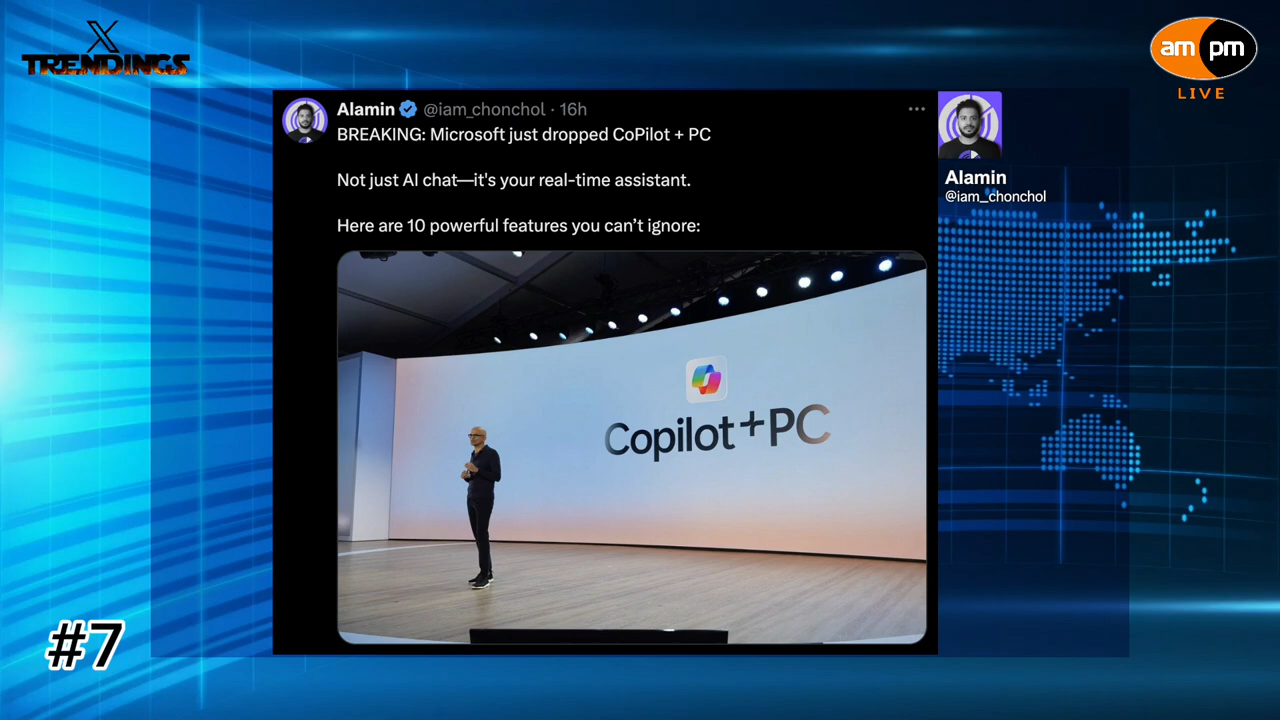 X
TRENDINGS
am pm
LIVE
Alamin @iam_chonchol · 16h
BREAKING: Microsoft just dropped CoPilot + PC
Not just AI chat—it's your real-time assistant.
Here are 10 powerful features you can’t ignore:
Copilot+PC
Alamin
@iam_chonchol
#7